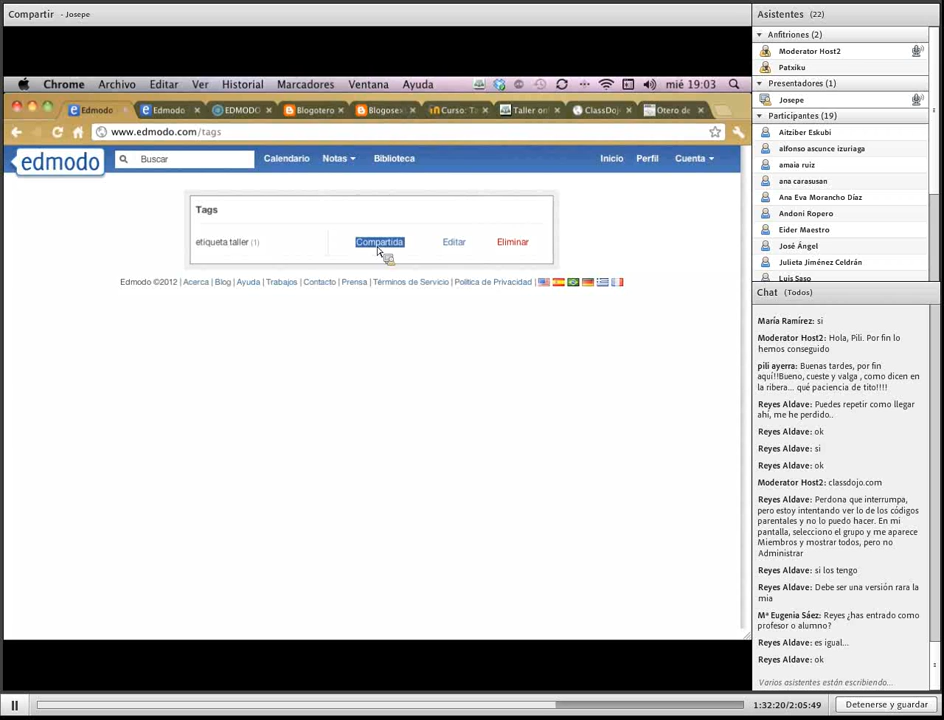 Compartir - Josepe
Chrome Archivo Editar Ver Historial Marcadores Ventana Ayuda mié 19:03
Edmodo Edmodo EDMODO Blogotero Blogosex Curso: Ta Taller on ClassDoj Otero de
www.edmodo.com/tags
edmodo Buscar Calendario Notas Biblioteca Inicio Perfil Cuenta
Tags
etiqueta taller (1) Compartida Editar Eliminar
Edmodo ©2012 | Acerca | Blog | Ayuda | Trabajos | Contacto | Prensa | Términos de Servicio | Política de Privacidad |
Asistentes (22)
Anfitriones (2)
Moderator Host2
Patxiku
Presentadores (1)
Josepe
Participantes (19)
Aitziber Eskubi
alfonso ascunce izuriaga
amaia ruiz
ana carasusan
Ana Eva Morancho Díaz
Andoni Ropero
Eider Maestro
José Ángel
Julieta Jiménez Celdrán
Luis Saso
Chat (Todos)
María Ramírez: si
Moderator Host2: Hola, Pili. Por fin lo
hemos conseguido
pili ayerra: Buenas tardes, por fin
aquí!!Bueno, cueste y valga , como dicen en
la ribera... qué paciencia de tito!!!!
Reyes Aldave: Puedes repetir como llegar
ahí, me he perdido..
Reyes Aldave: ok
Reyes Aldave: si
Reyes Aldave: ok
Moderator Host2: classdojo.com
Reyes Aldave: Perdona que interrumpa,
pero estoy intentando ver lo de los códigos
parentales y no lo puedo hacer. En mi
pantalla, selecciono el grupo y me aparece
Miembros y mostrar todos, pero no
Administrar
Reyes Aldave: si los tengo
Reyes Aldave: Debe ser una versión rara la
mia
Mª Eugenia Sáez: Reyes ¿has entrado como
profesor o alumno?
Reyes Aldave: es igual...
Reyes Aldave: ok
Varios asistentes están escribiendo...
1:32:20/2:05:49 Detenerse y guardar